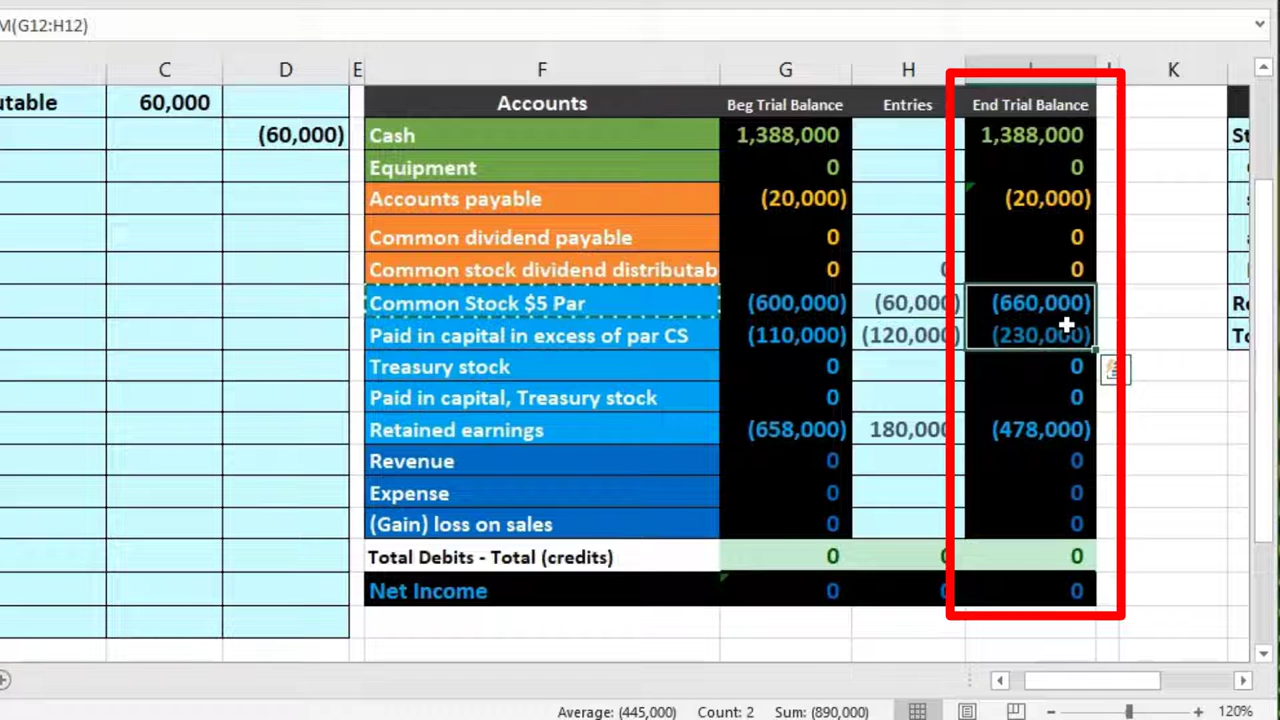 M(G12:H12)
C D E F G H K
utable 60,000 Accounts Beg Trial Balance Entries End Trial Balance
(60,000) Cash 1,388,000 1,388,000 St
Equipment 0 0
Accounts payable (20,000) (20,000)
Common dividend payable 0 0
Common stock dividend distributab 0 0 0
Common Stock $5 Par (600,000) (60,000) (660,000) Re
Paid in capital in excess of par CS (110,000) (120,000) (230,000) To
Treasury stock 0 0
Paid in capital, Treasury stock 0 0
Retained earnings (658,000) 180,000 (478,000)
Revenue 0 0
Expense 0 0
(Gain) loss on sales 0 0
Total Debits - Total (credits) 0 0 0
Net Income 0 0 0
Average: (445,000) Count: 2 Sum: (890,000) 120%